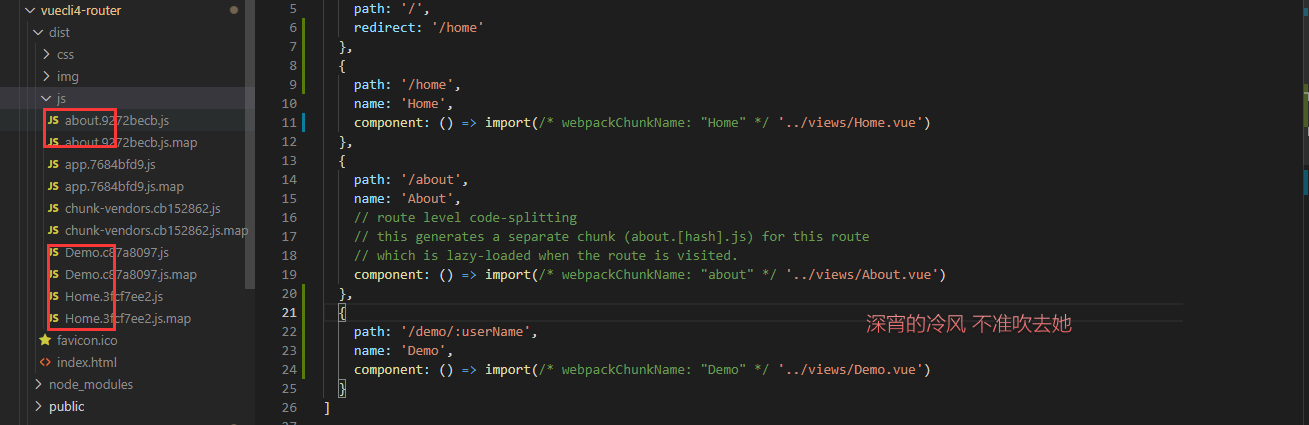 vuecli4-router
dist
css
img
js
JS about.9272becb.js
JS about.9272becb.js.map
JS app.7684bfd9.js
JS app.7684bfd9.js.map
JS chunk-vendors.cb152862.js
JS chunk-vendors.cb152862.js.map
JS Demo.c87a8097.js
JS Demo.c87a8097.js.map
JS Home.3fcf7ee2.js
JS Home.3fcf7ee2.js.map
favicon.ico
<> index.html
node_modules
public
5 path: '/',
6 redirect: '/home'
7 },
8 {
9 path: '/home',
10 name: 'Home',
11 component: () => import(/* webpackChunkName: "Home" */ '../views/Home.vue')
12 },
13 {
14 path: '/about',
15 name: 'About',
16 // route level code-splitting
17 // this generates a separate chunk (about.[hash].js) for this route
18 // which is lazy-loaded when the route is visited.
19 component: () => import(/* webpackChunkName: "about" */ '../views/About.vue')
20 },
21 {
22 path: '/demo/:userName',
23 name: 'Demo',
24 component: () => import(/* webpackChunkName: "Demo" */ '../views/Demo.vue')
25 }
26 ]
深宵的冷风 不准吹去她